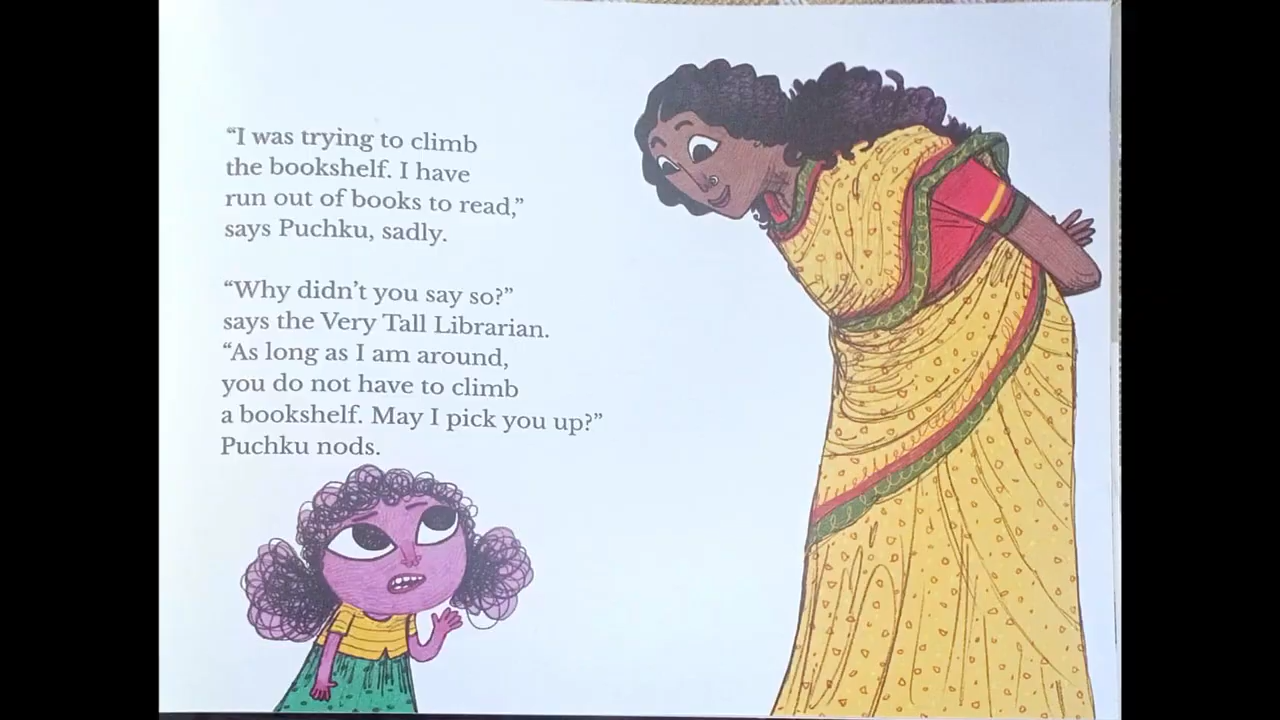 “I was trying to climb
the bookshelf. I have
run out of books to read,”
says Puchku, sadly.
“Why didn’t you say so?”
says the Very Tall Librarian.
“As long as I am around,
you do not have to climb
a bookshelf. May I pick you up?”
Puchku nods.